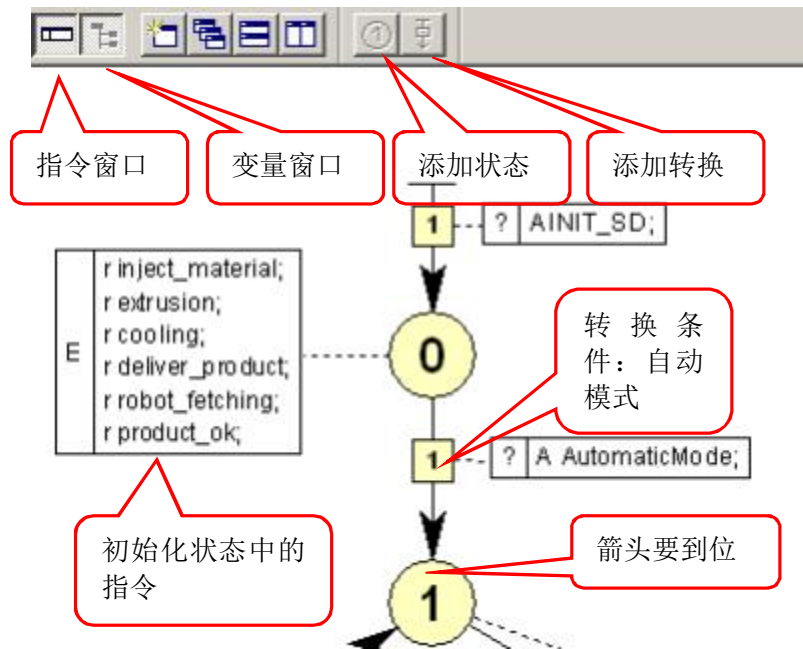 1
指令窗口
变量窗口
添加状态
添加转换
1
? AINIT_SD;
E
r inject_material;
r extrusion;
r cooling;
r deliver_product;
r robot_fetching;
r product_ok;
0
转换条
件：自动
模式
1
? A AutomaticMode;
初始化状态中的
指令
箭头要到位
1